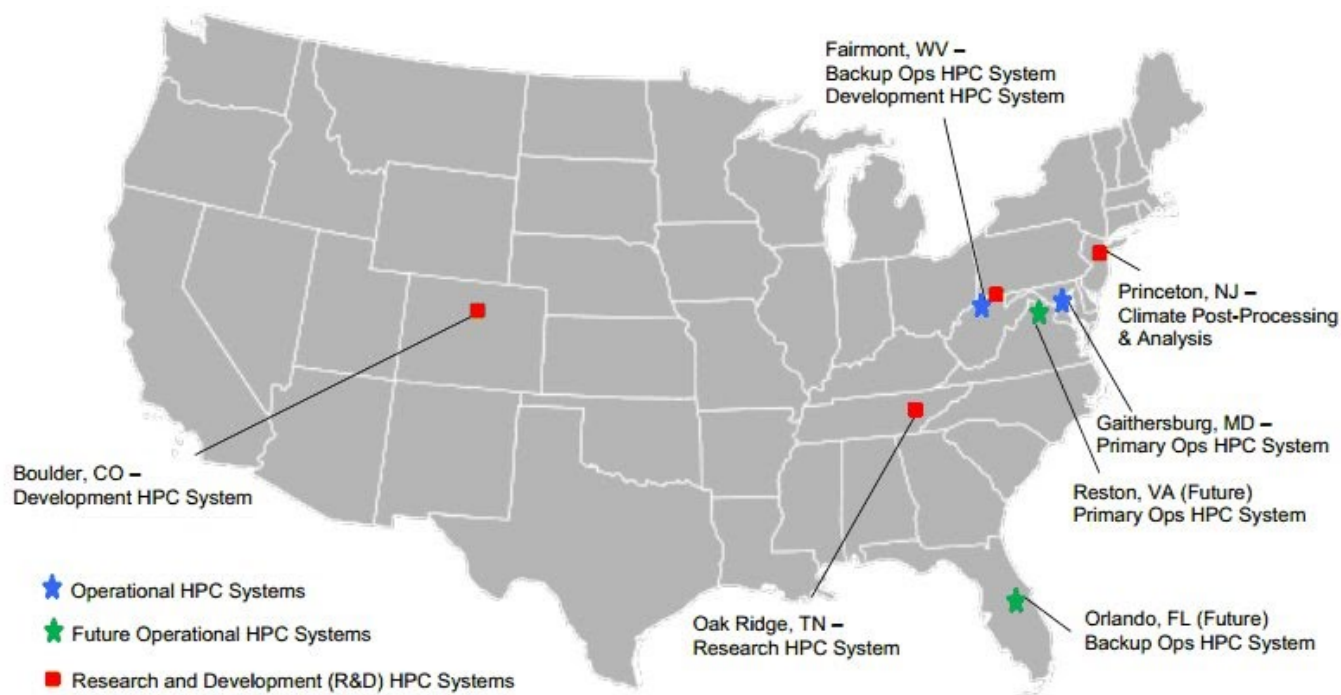 Fairmont, WV –
Backup Ops HPC System
Development HPC System
Princeton, NJ –
Climate Post-Processing
& Analysis
Gaithersburg, MD –
Primary Ops HPC System
Boulder, CO –
Development HPC System
Reston, VA (Future)
Primary Ops HPC System
Operational HPC Systems
Future Operational HPC Systems
Research and Development (R&D) HPC Systems
Oak Ridge, TN –
Research HPC System
Orlando, FL (Future)
Backup Ops HPC System